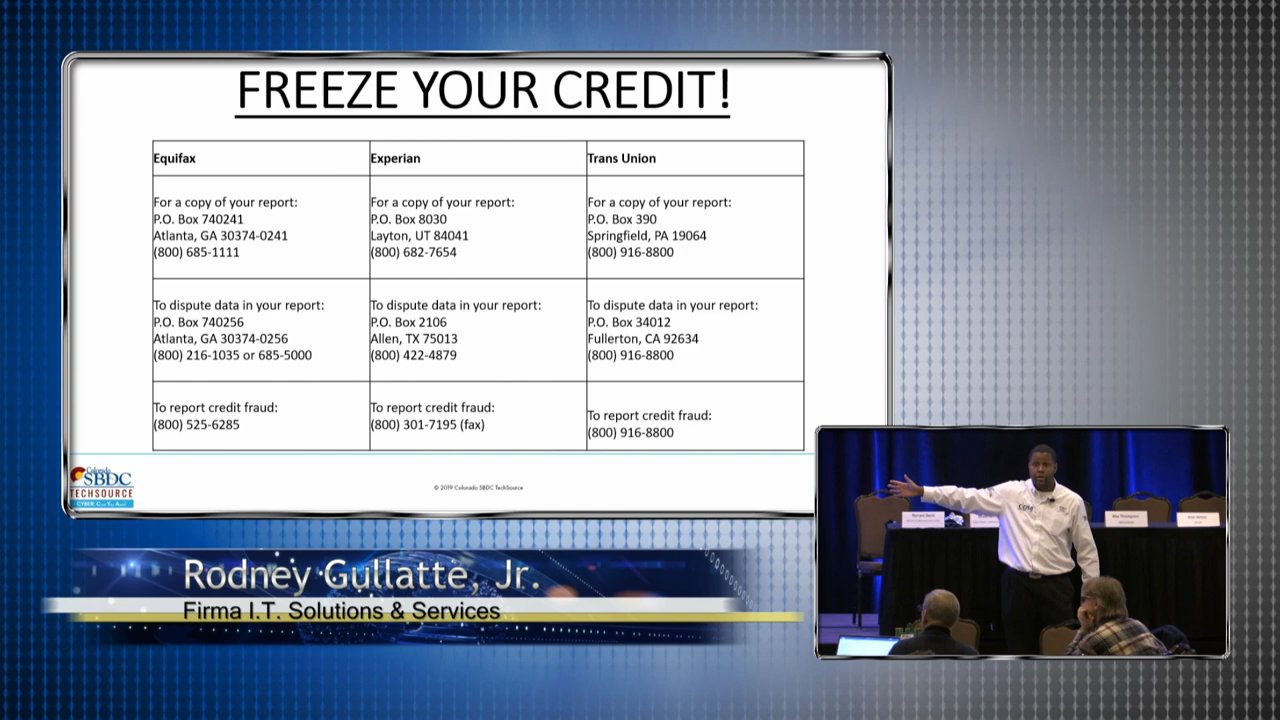 FREEZE YOUR CREDIT!
Equifax
Experian
Trans Union
For a copy of your report:
P.O. Box 740241
Atlanta, GA 30374-0241
(800) 685-1111
For a copy of your report:
P.O. Box 8030
Layton, UT 84041
(800) 682-7654
For a copy of your report:
P.O. Box 390
Springfield, PA 19064
(800) 916-8800
To dispute data in your report:
P.O. Box 740256
Atlanta, GA 30374-0256
(800) 216-1035 or 685-5000
To dispute data in your report:
P.O. Box 2106
Allen, TX 75013
(800) 422-4879
To dispute data in your report:
P.O. Box 34012
Fullerton, CA 92634
(800) 916-8800
To report credit fraud:
(800) 525-6285
To report credit fraud:
(800) 301-7195 (fax)
To report credit fraud:
(800) 916-8800
Colorado
SBDC
TECHSOURCE
© 2019 Colorado SBDC TechSource
Rodney Gullatte, Jr.
Firma I.T. Solutions & Services